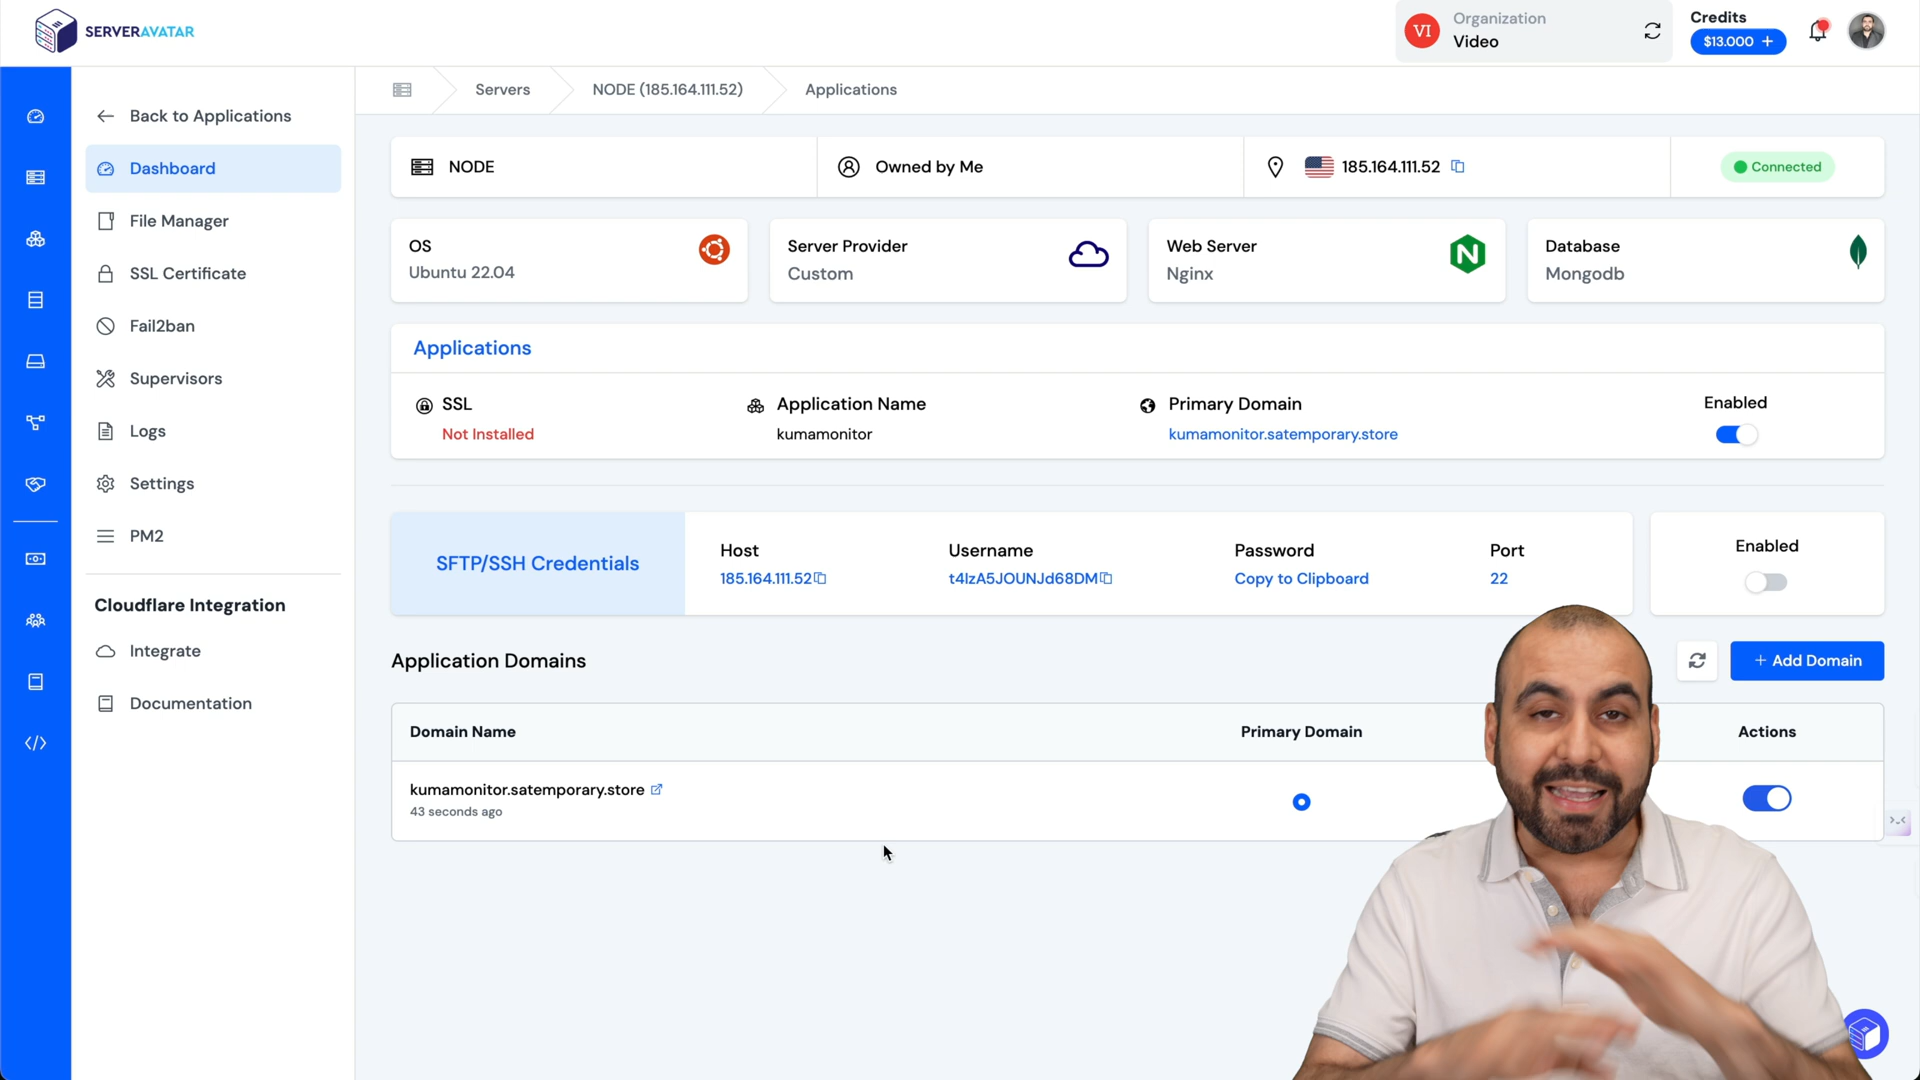 SERVERAVATAR
VI
Organization
Video
Credits
$13.000 +
Servers
NODE (185.164.111.52)
Applications
Back to Applications
Dashboard
File Manager
SSL Certificate
Fail2ban
Supervisors
Logs
Settings
PM2
Cloudflare Integration
Integrate
Documentation
NODE
Owned by Me
185.164.111.52
Connected
OS
Ubuntu 22.04
Server Provider
Custom
Web Server
Nginx
N
Database
Mongodb
Applications
SSL
Not Installed
Application Name
kumamonitor
Primary Domain
kumamonitor.satemporary.store
Enabled
SFTP/SSH Credentials
Host
185.164.111.52
Username
t4IzA5JOUNJd68DM
Password
Copy to Clipboard
Port
22
Enabled
Application Domains
+ Add Domain
Domain Name
Primary Domain
Actions
kumamonitor.satemporary.store
43 seconds ago